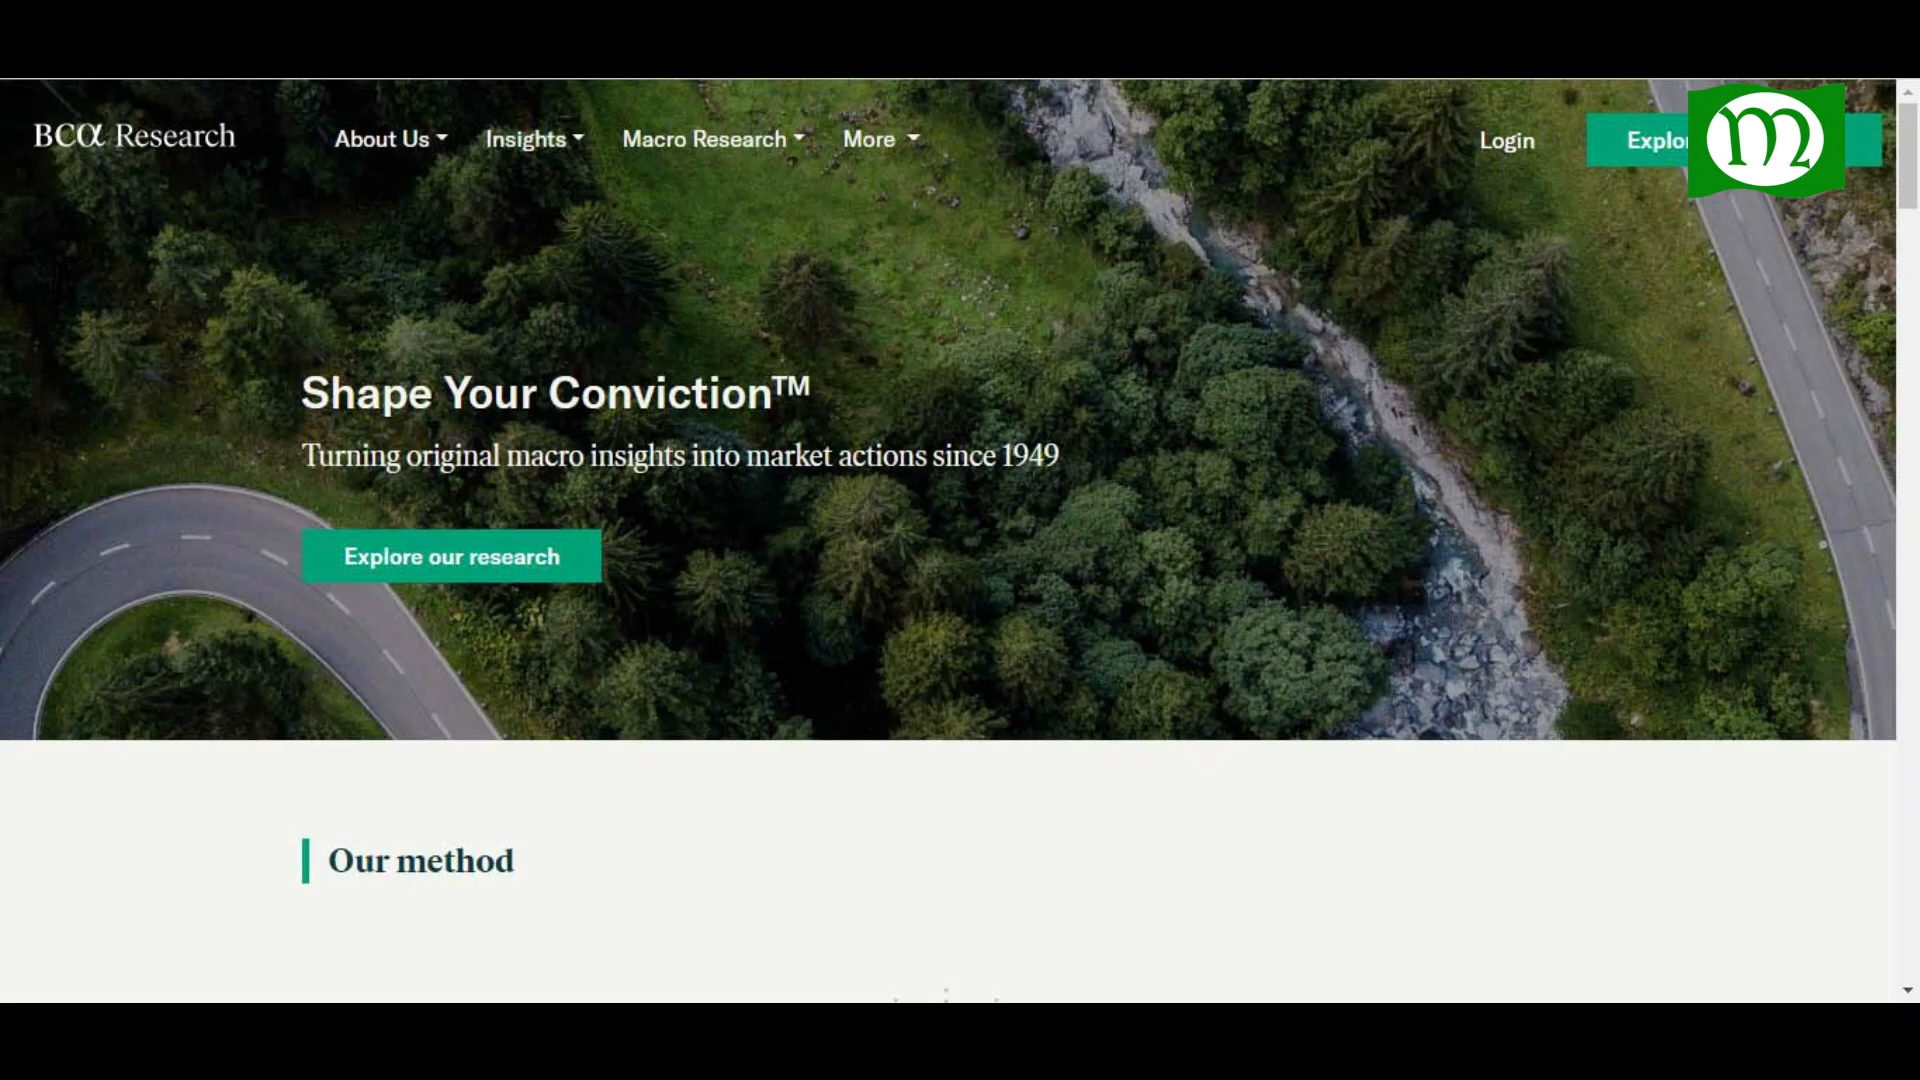 BCα Research
About Us
Insights
Macro Research
More
Login
m
Shape Your Conviction™
Turning original macro insights into market actions since 1949
Explore our research
Our method